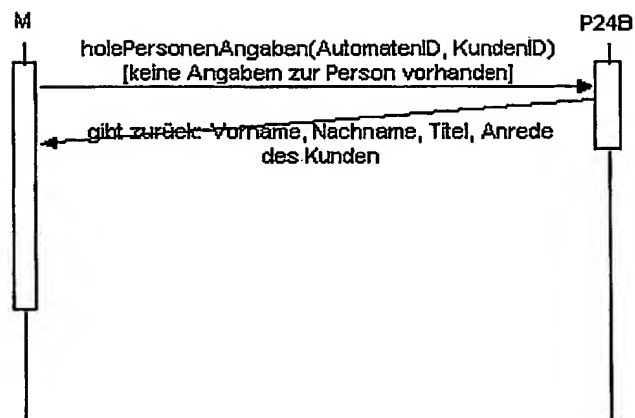 M
P24B
holePersonenAngaben(AutomatenID, KundenID)
[keine Angabem zur Person vorhanden]
gibt zurück: Vorname, Nachname, Titel, Anrede
des Kunden